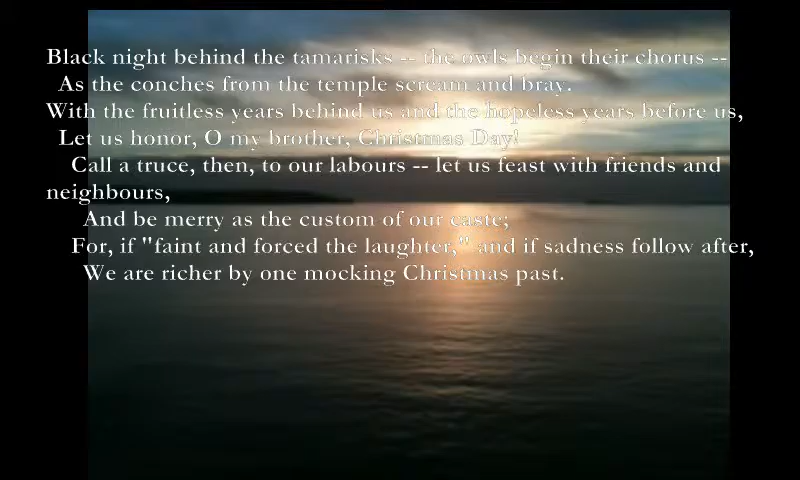 Black night behind the tamarisks -- the owls begin their chorus --
As the conches from the temple scream and bray.
With the fruitless years behind us and the hopeless years before us,
Let us honor, O my brother, Christmas Day!
Call a truce, then, to our labours -- let us feast with friends and
neighbours,
And be merry as the custom of our caste;
For, if "faint and forced the laughter," and if sadness follow after,
We are richer by one mocking Christmas past.